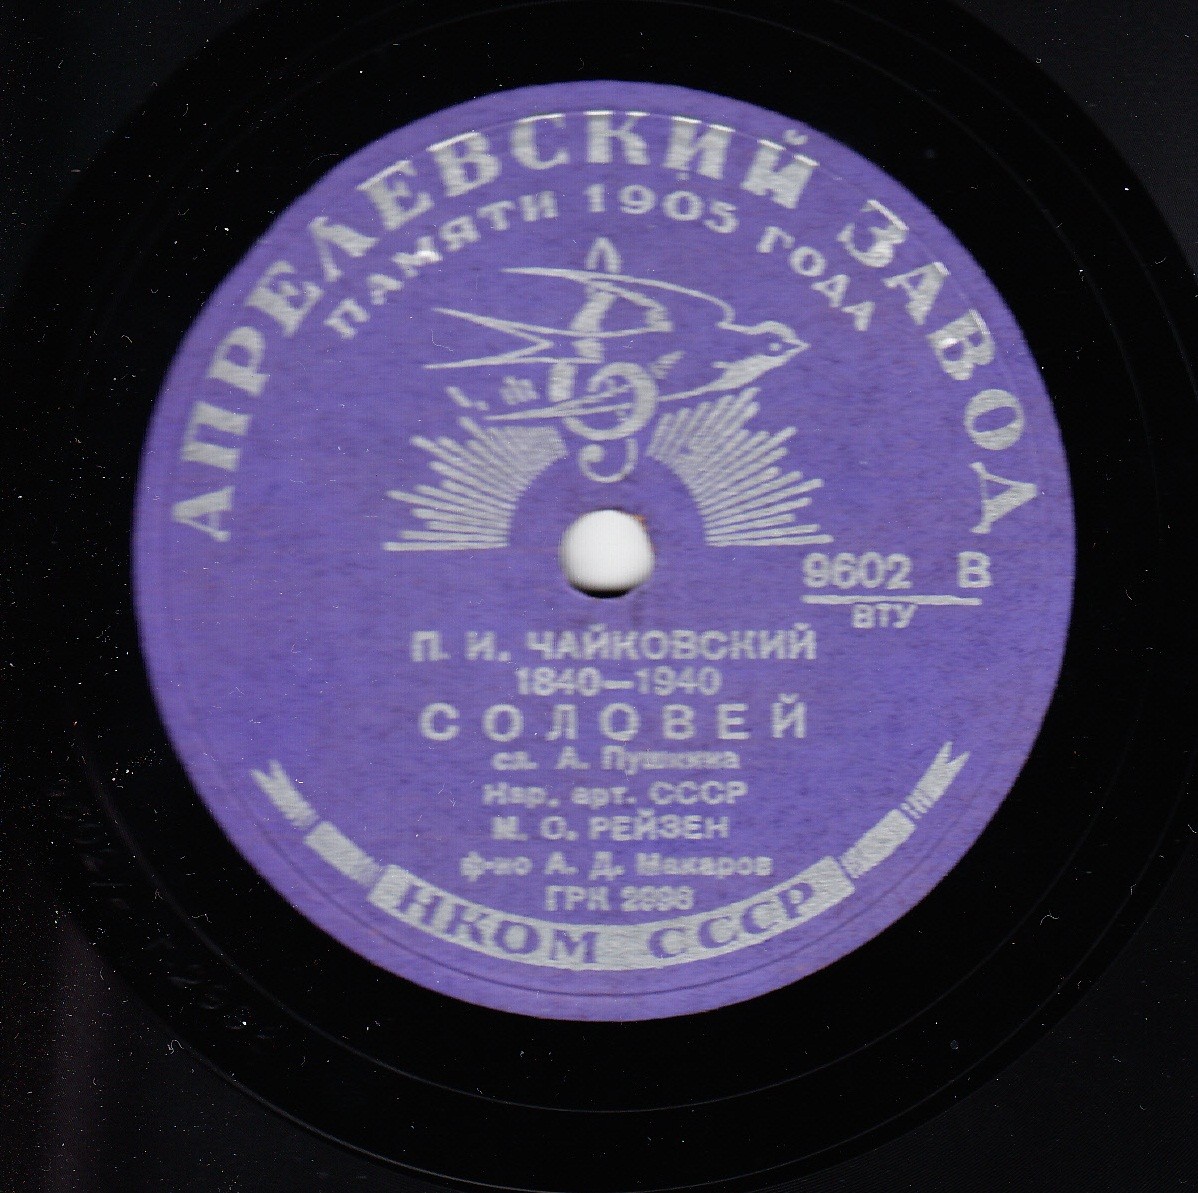 АПРЕЛЕВСКИЙ ЗАВОД
ПАМЯТИ 1905 ГОДА
9602 В
ВТУ
П. И. ЧАЙКОВСКИЙ
1840—1940
СОЛОВЕЙ
сл. А. Пушкина
Нар. арт. СССР
М. О. РЕЙЗЕН
ф-но А. Д. Макаров
ГРК
НКОМ СССР